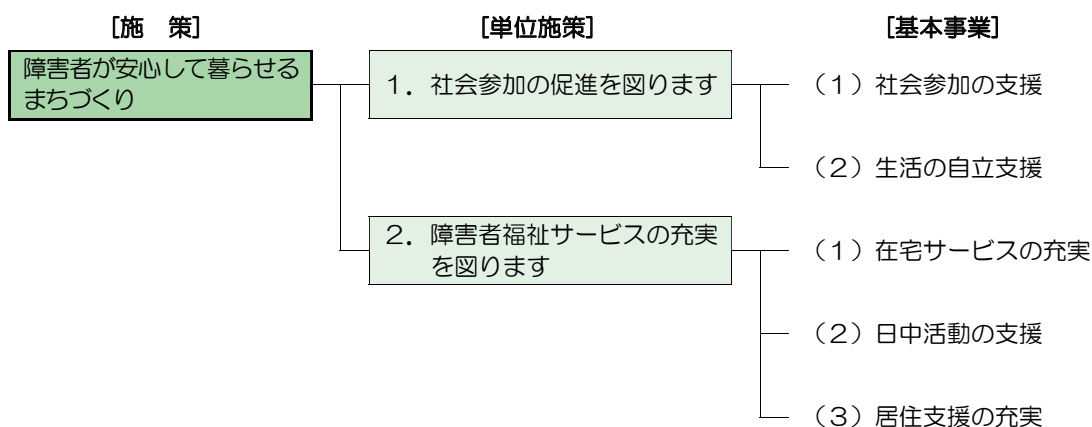 [施　策]
[単位施策]
[基本事業]
障害者が安心して暮らせる
まちづくり
1．社会参加の促進を図ります
（1）社会参加の支援
（2）生活の自立支援
2．障害者福祉サービスの充実
を図ります
（1）在宅サービスの充実
（2）日中活動の支援
（3）居住支援の充実